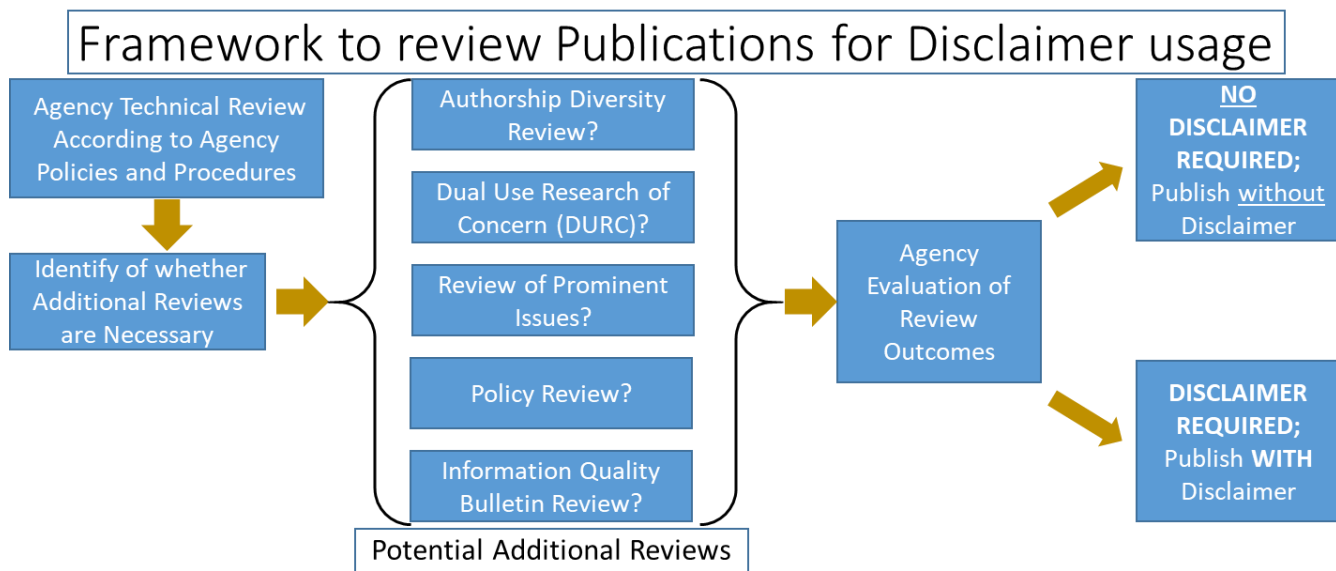 Framework to review Publications for Disclaimer usage
Agency Technical Review
According to Agency
Policies and Procedures
Identify of whether
Additional Reviews
are Necessary
Authorship Diversity
Review?
Dual Use Research of
Concern (DURC)?
Review of Prominent
Issues?
Policy Review?
Information Quality
Bulletin Review?
Potential Additional Reviews
Agency
Evaluation of
Review
Outcomes
NO
DISCLAIMER
REQUIRED;
Publish without
Disclaimer
DISCLAIMER
REQUIRED;
Publish WITH
Disclaimer